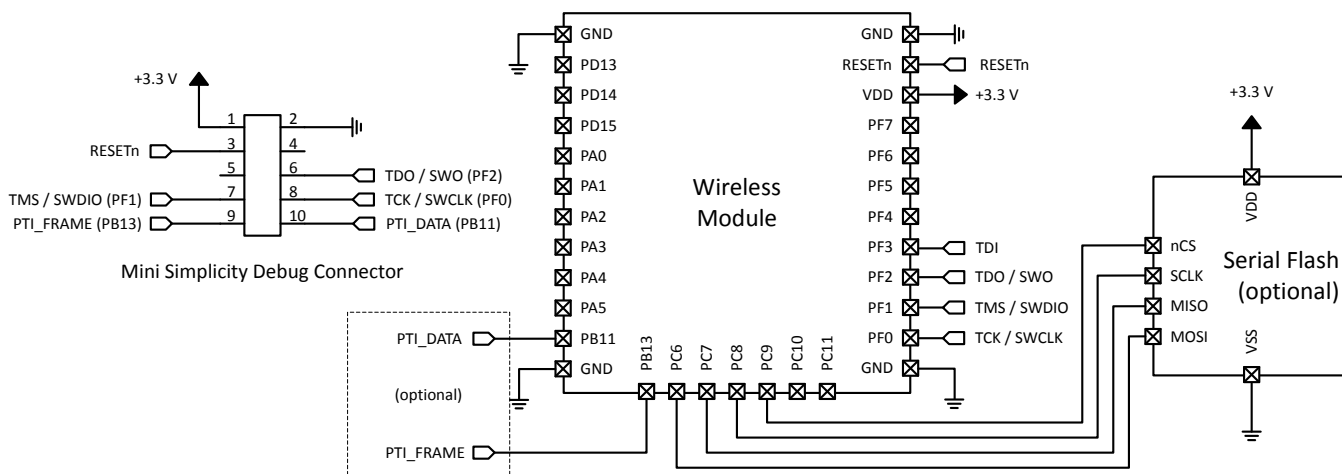 +3.3 V
1
2
3
4
5
6
7
8
9
10
RESETn
TMS / SWDIO (PF1)
PTI_FRAME (PB13)
TDO / SWO (PF2)
TCK / SWCLK (PF0)
PTI_DATA (PB11)
Mini Simplicity Debug Connector
PTI_DATA
(optional)
PTI_FRAME
Wireless
Module
GND
PD13
PD14
PD15
PA0
PA1
PA2
PA3
PA4
PA5
PB11
GND
PB13
PC6
PC7
PC8
PC9
PC10
PC11
GND
RESETn
VDD
PF7
PF6
PF5
PF4
PF3
PF2
PF1
PF0
GND
RESETn
+3.3 V
TDI
TDO / SWO
TMS / SWDIO
TCK / SWCLK
+3.3 V
VDD
nCS
SCLK
MISO
MOSI
VSS
Serial Flash
(optional)